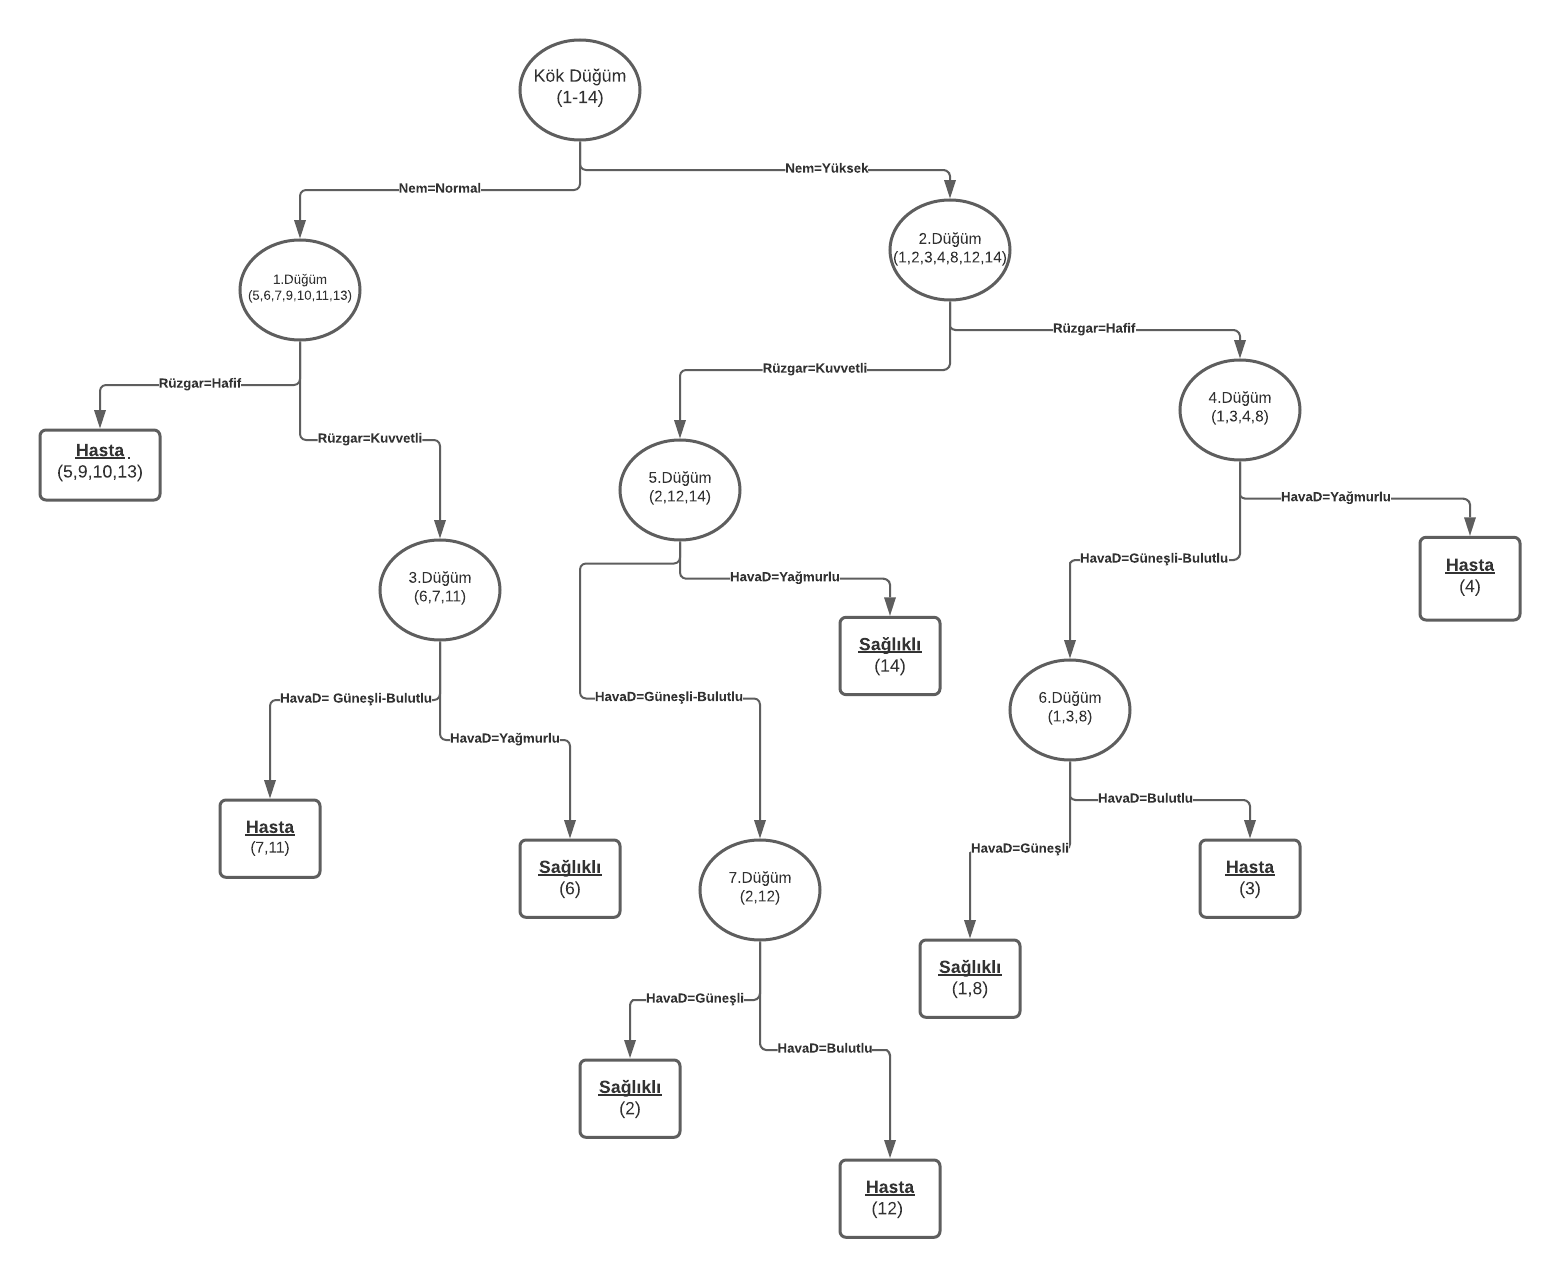 Kök Düğüm
(1-14)
Nem=Yüksek
Nem=Normal
2.Düğüm
(1,2,3,4,8,12,14)
1.Düğüm
(5,6,7,9,10,11,13)
Rüzgar=Hafif
Rüzgar=Kuvvetli
Rüzgar=Hafif
4.Düğüm
(1,3,4,8)
Rüzgar=Kuvvetli
Hasta .
(5,9,10,13)
5.Düğüm
(2,12,14)
HavaD=Yağmurlu
HavaD=Güneşli-Bulutlu
Hasta
(4)
3.Düğüm
(6,7,11)
HavaD=Yağmurlu
Sağlıklı
(14)
HavaD= Güneşli-Bulutlu
HavaD=Güneşli-Bulutlu
6.Düğüm
(1,3,8)
HavaD=Yağmurlu
HavaD=Bulutlu
HavaD=Güneşli
Hasta
(7,11)
Sağlıklı
(6)
7.Düğüm
(2,12)
Hasta
(3)
Sağlıklı
(1,8)
HavaD=Güneşli
HavaD=Bulutlu
Sağlıklı
(2)
Hasta
(12)